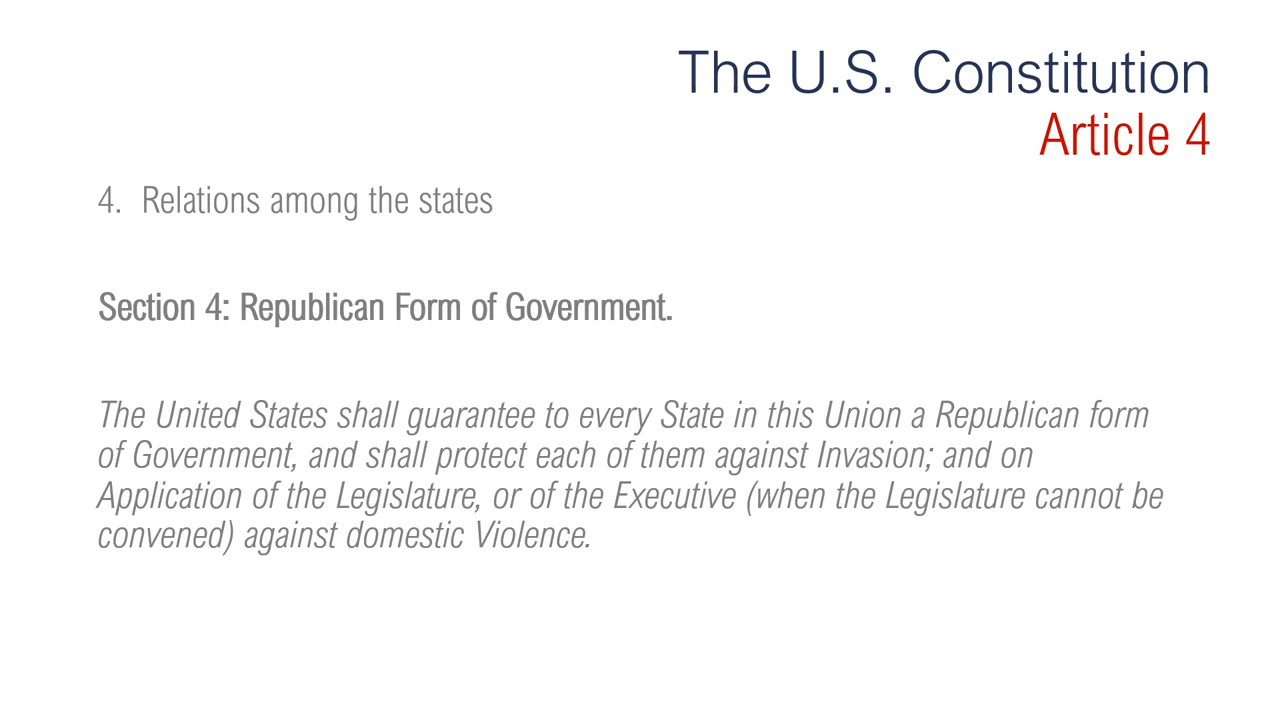 The U.S. Constitution
Article 4
4. Relations among the states
Section 4: Republican Form of Government.
The United States shall guarantee to every State in this Union a Republican form
of Government, and shall protect each of them against Invasion; and on
Application of the Legislature, or of the Executive (when the Legislature cannot be
convened) against domestic Violence.